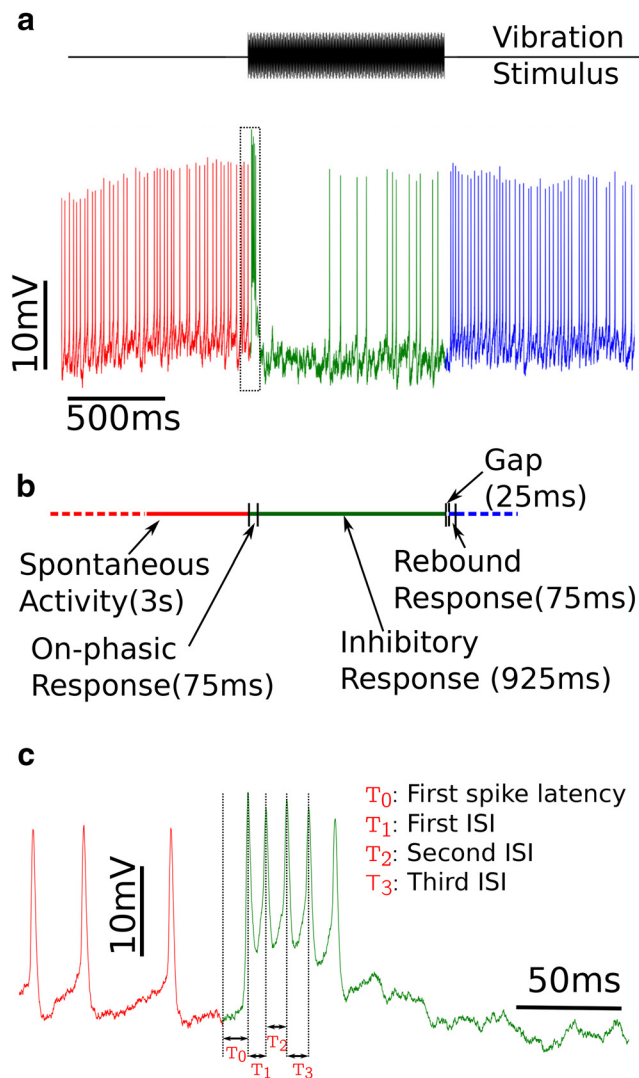 a
Vibration
Stimulus
10mV
500ms
b
Gap
(25ms)
Spontaneous
Activity(3s)
Rebound
Response(75ms)
On-phasic
Response(75ms)
Inhibitory
Response (925ms)
c
T0: First spike latency
T1: First ISI
T2: Second ISI
T3: Third ISI
10mV
50ms
T0
T1
T2
T3